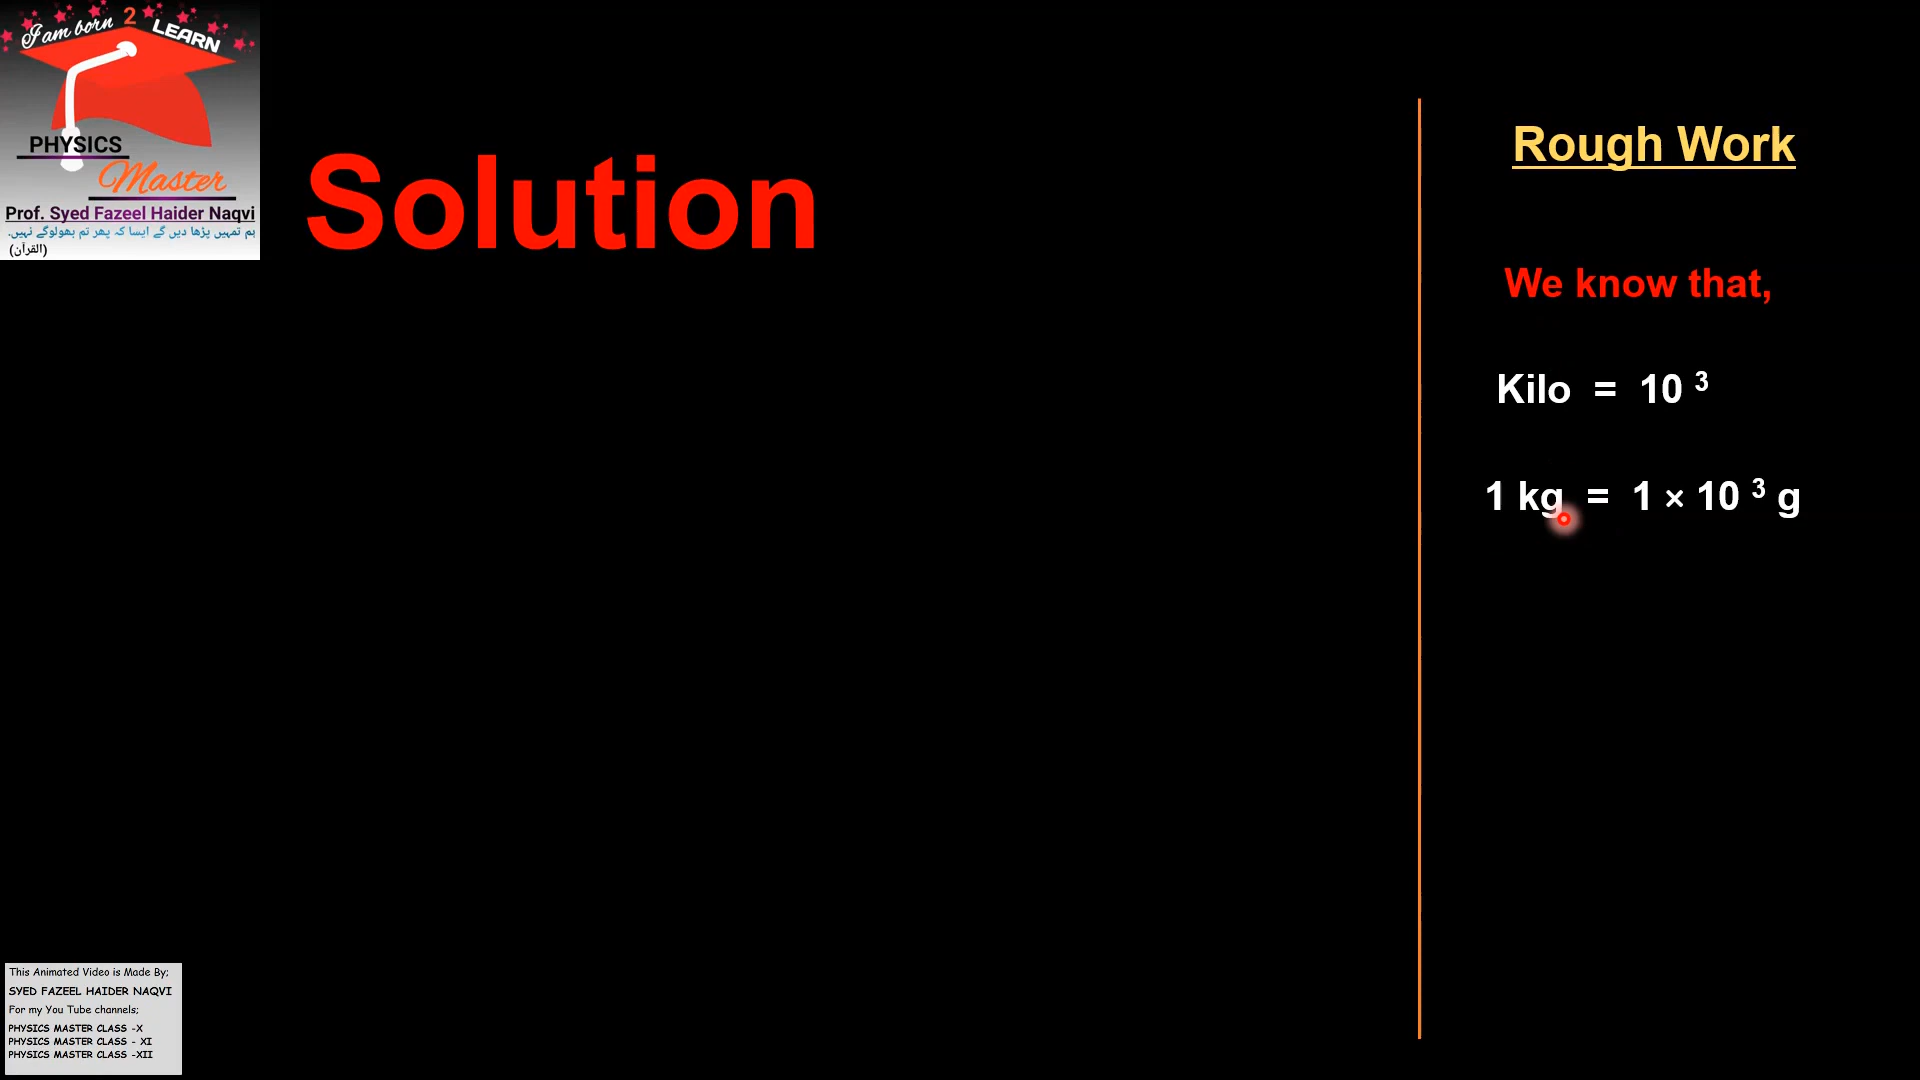 I am born 2 LEARN
PHYSICS
Master
Prof. Syed Fazeel Haider Naqvi
ہم تمہیں پڑھا دیں گے ایسا کہ پھر تم بھولوگے نہیں۔
(القرآن)
Solution
Rough Work
We know that,
Kilo = 10 ³
1 kg = 1 × 10 ³ g
This Animated Video is Made By;
SYED FAZEEL HAIDER NAQVI
For my You Tube channels;
PHYSICS MASTER CLASS -X
PHYSICS MASTER CLASS - XI
PHYSICS MASTER CLASS -XII